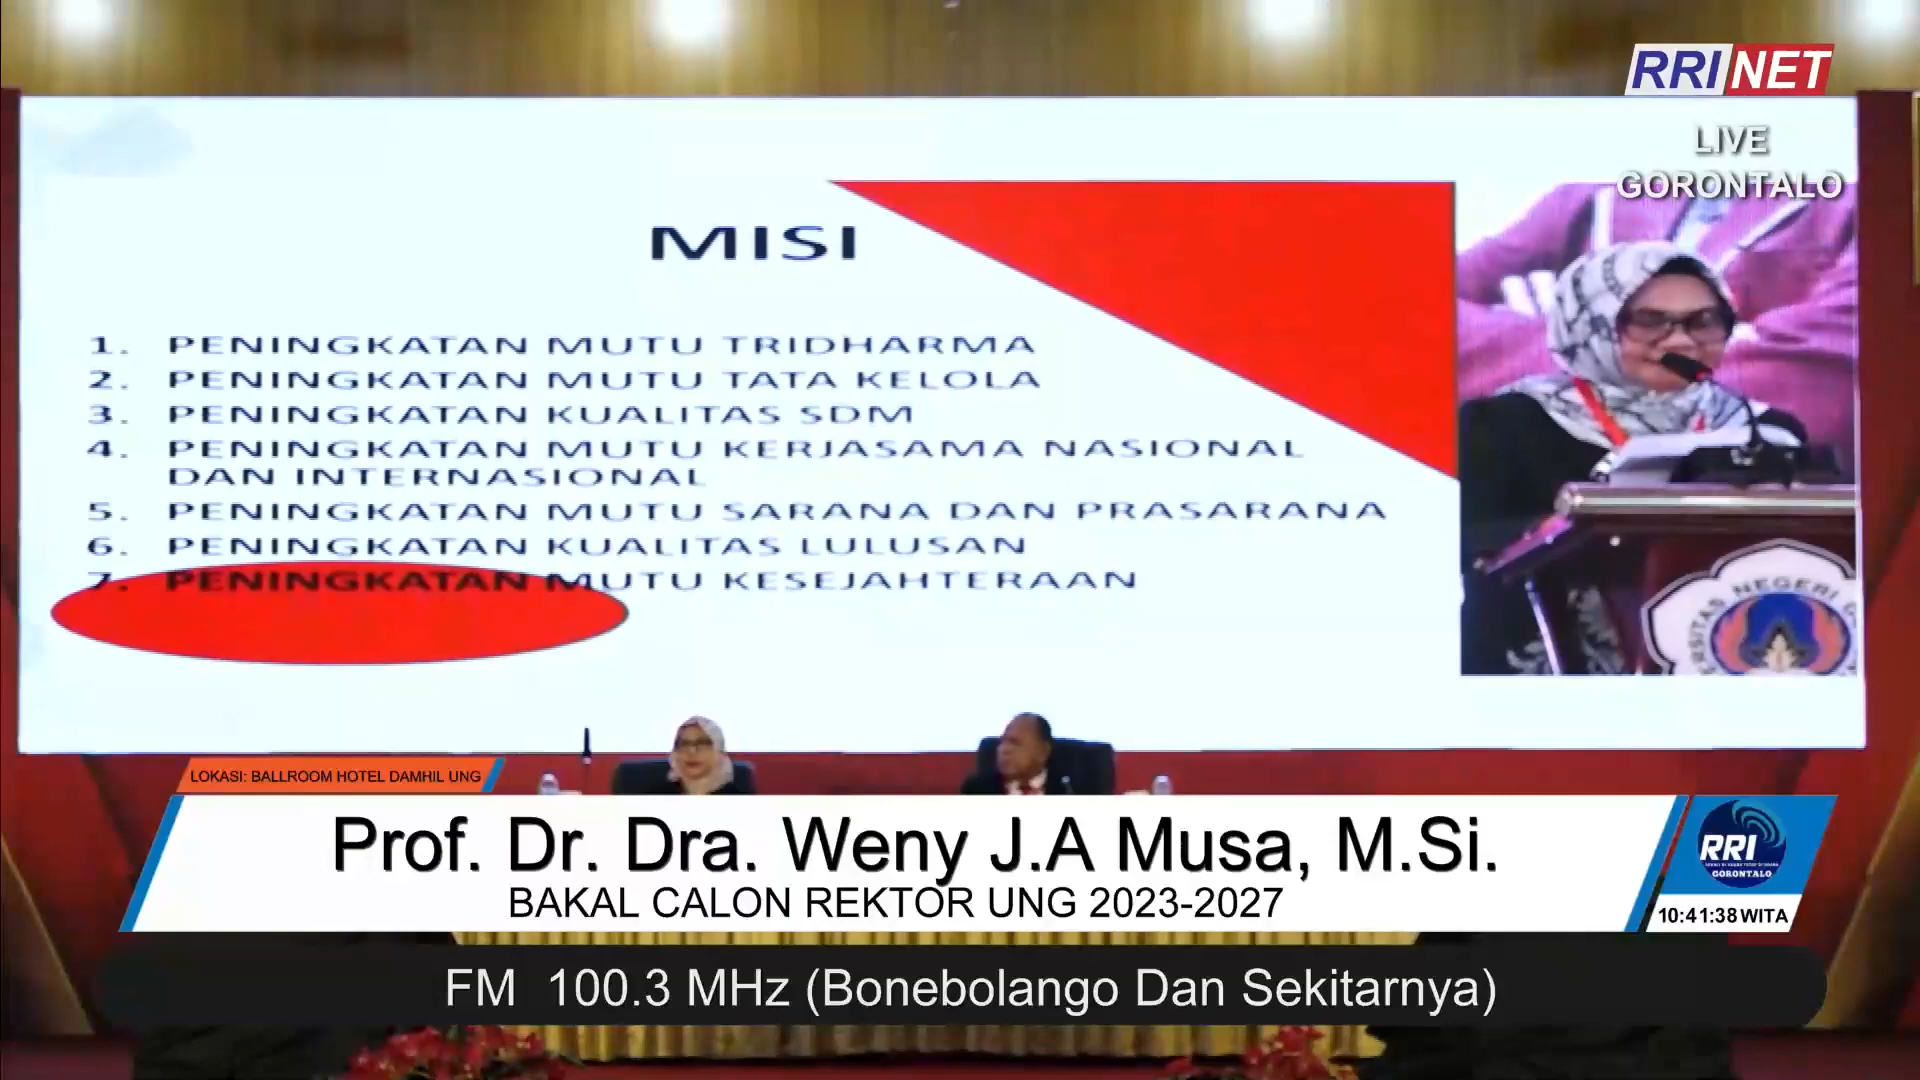 RRI NET
LIVE
GORONTALO
MISI
1. PENINGKATAN MUTU TRIDHARMA
2. PENINGKATAN MUTU TATA KELOLA
3. PENINGKATAN KUALITAS SDM
4. PENINGKATAN MUTU KERJASAMA NASIONAL
DAN INTERNASIONAL
5. PENINGKATAN MUTU SARANA DAN PRASARANA
6. PENINGKATAN KUALITAS LULUSAN
7. PENINGKATAN MUTU KESEJAHTERAAN
NEGERI
LOKASI: BALLROOM HOTEL DAMHIL UNG
Prof. Dr. Dra. Weny J.A Musa, M.Si.
BAKAL CALON REKTOR UNG 2023-2027
RRI
GORONTALO
10:41:38 WITA
FM 100.3 MHz (Bonebolango Dan Sekitarnya)